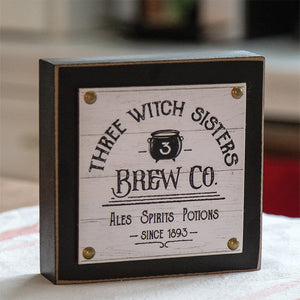 THREE WITCH SISTERS
3
BREW CO.
ALES SPIRITS POTIONS
SINCE 1893